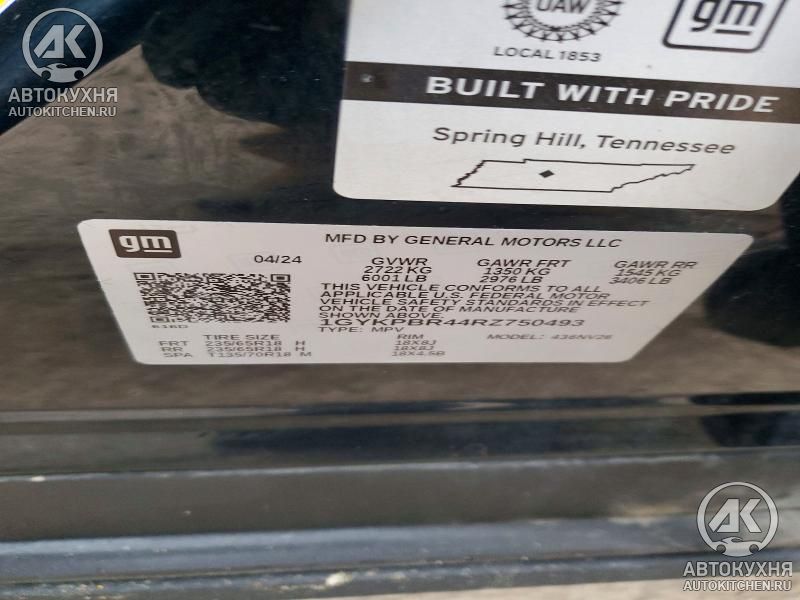 AK
АВТОКУХНЯ
AUTOKITCHEN.RU
UAW
LOCAL 1853
gm
BUILT WITH PRIDE
Spring Hill, Tennessee
gm
MFD BY GENERAL MOTORS LLC
04/24 GVWR GAWR FRT GAWR RR
2722 KG 1350 KG 1545 KG
6001 LB 2976 LB 3406 LB
THIS VEHICLE CONFORMS TO ALL
APPLICABLE U.S. FEDERAL MOTOR
VEHICLE SAFETY STANDARDS IN EFFECT
ON THE DATE OF MANUFACTURE
SHOWN ABOVE.
1GYKPBR44RZ750493
616D
TYPE: MPV MODEL: 436NV26
TIRE SIZE RIM
FRT 235/65R18 H 18X8J
RR 235/65R18 H 18X8J
SPA T135/70R18 M 18X4.5B
AK
АВТОКУХНЯ
AUTOKITCHEN.RU